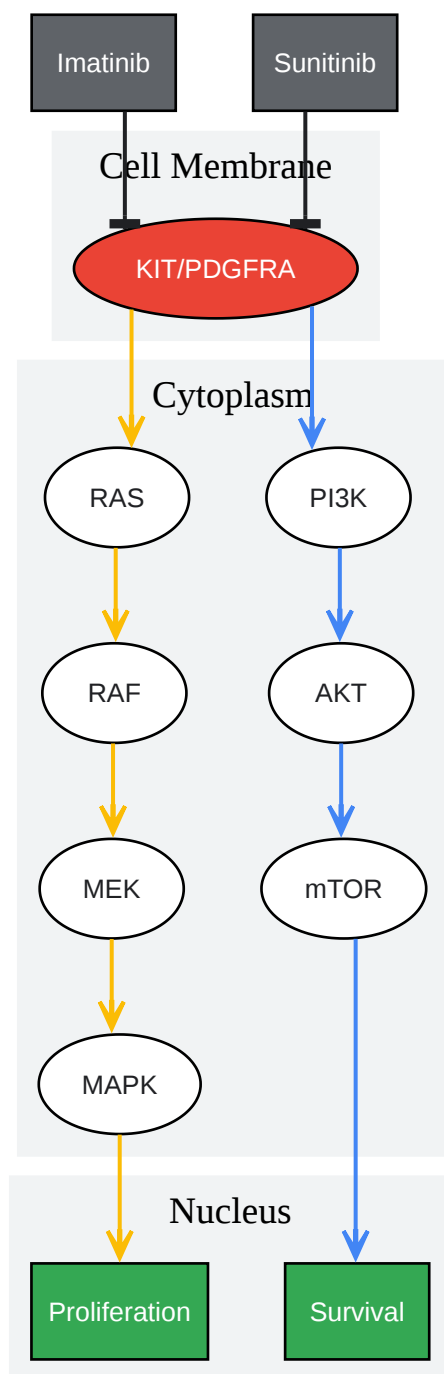 Imatinib
Sunitinib
Cell Membrane
KIT/PDGFRA
Cytoplasm
RAS
PI3K
RAF
AKT
MEK
mTOR
MAPK
Nucleus
Proliferation
Survival